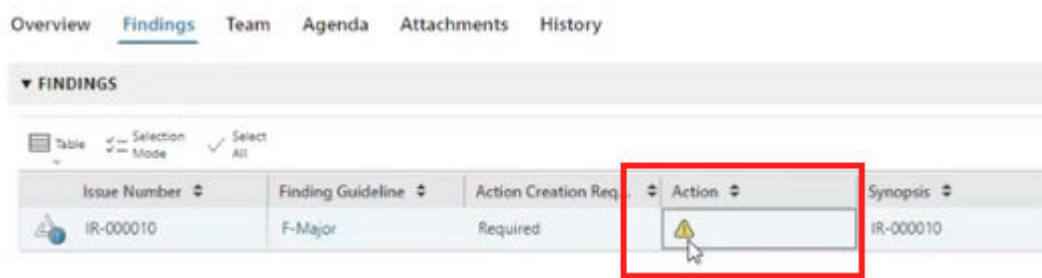 Overview Findings Team Agenda Attachments History
FINDINGS
Table Selection Mode Select All
Issue Number Finding Guideline Action Creation Req... Action Synopsis
IR-000010 F-Major Required IR-000010